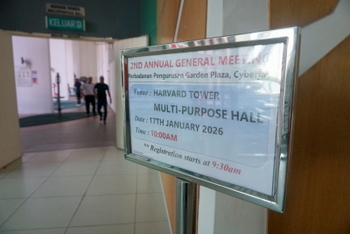 KELUAR
2ND ANNUAL GENERAL MEETING
Perbadanan Pengurusan Garden Plaza, Cyberjaya
Venue : HARVARD TOWER
MULTI-PURPOSE HALL
Date : 17TH JANUARY 2026
Time : 10:00AM
** Registration starts at 9:30am